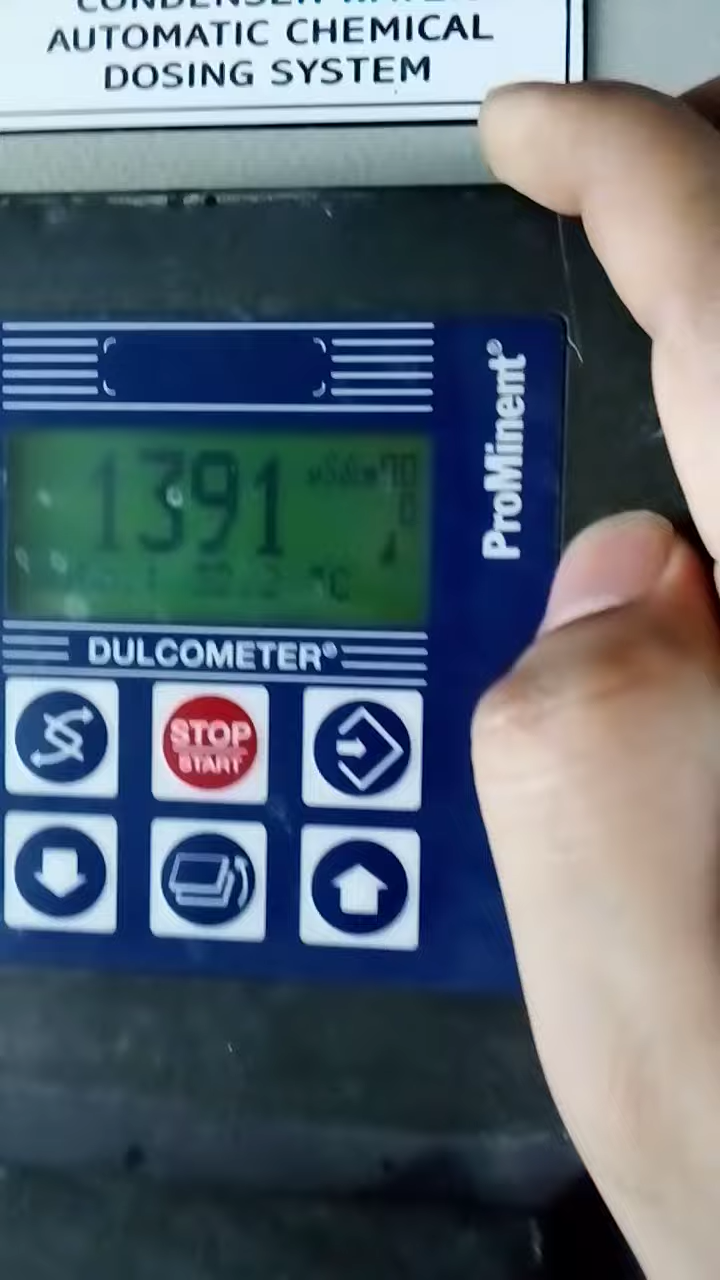 AUTOMATIC CHEMICAL
DOSING SYSTEM
ProMinent®
1391
°C
DULCOMETER®
STOP
START